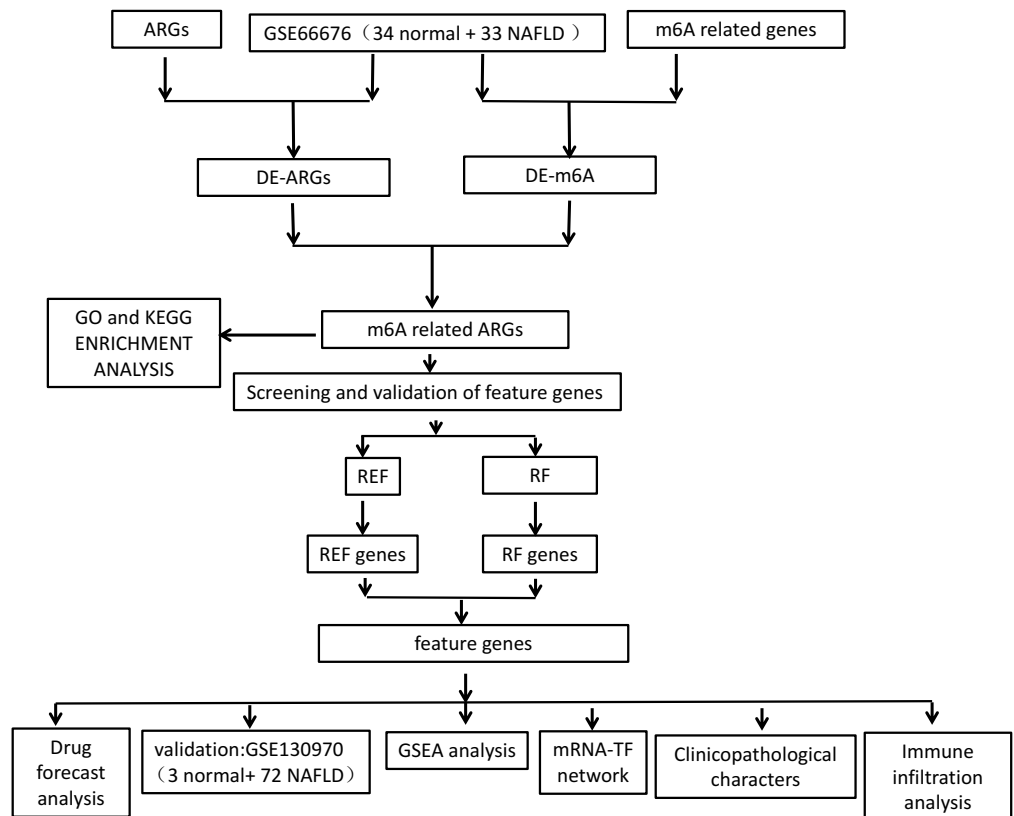 ARGs
GSE66676（34 normal + 33 NAFLD ）
m6A related genes
DE-ARGs
DE-m6A
GO and KEGG
ENRICHMENT
ANALYSIS
m6A related ARGs
Screening and validation of feature genes
REF
RF
REF genes
RF genes
feature genes
Drug
forecast
analysis
validation:GSE130970
（3 normal+ 72 NAFLD）
GSEA analysis
mRNA-TF
network
Clinicopathological
characters
Immune
infiltration
analysis